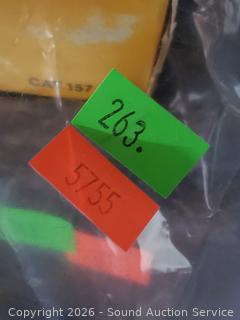 CAT 157
263.
5755
Copyright© 2026 - Sound Auction Service